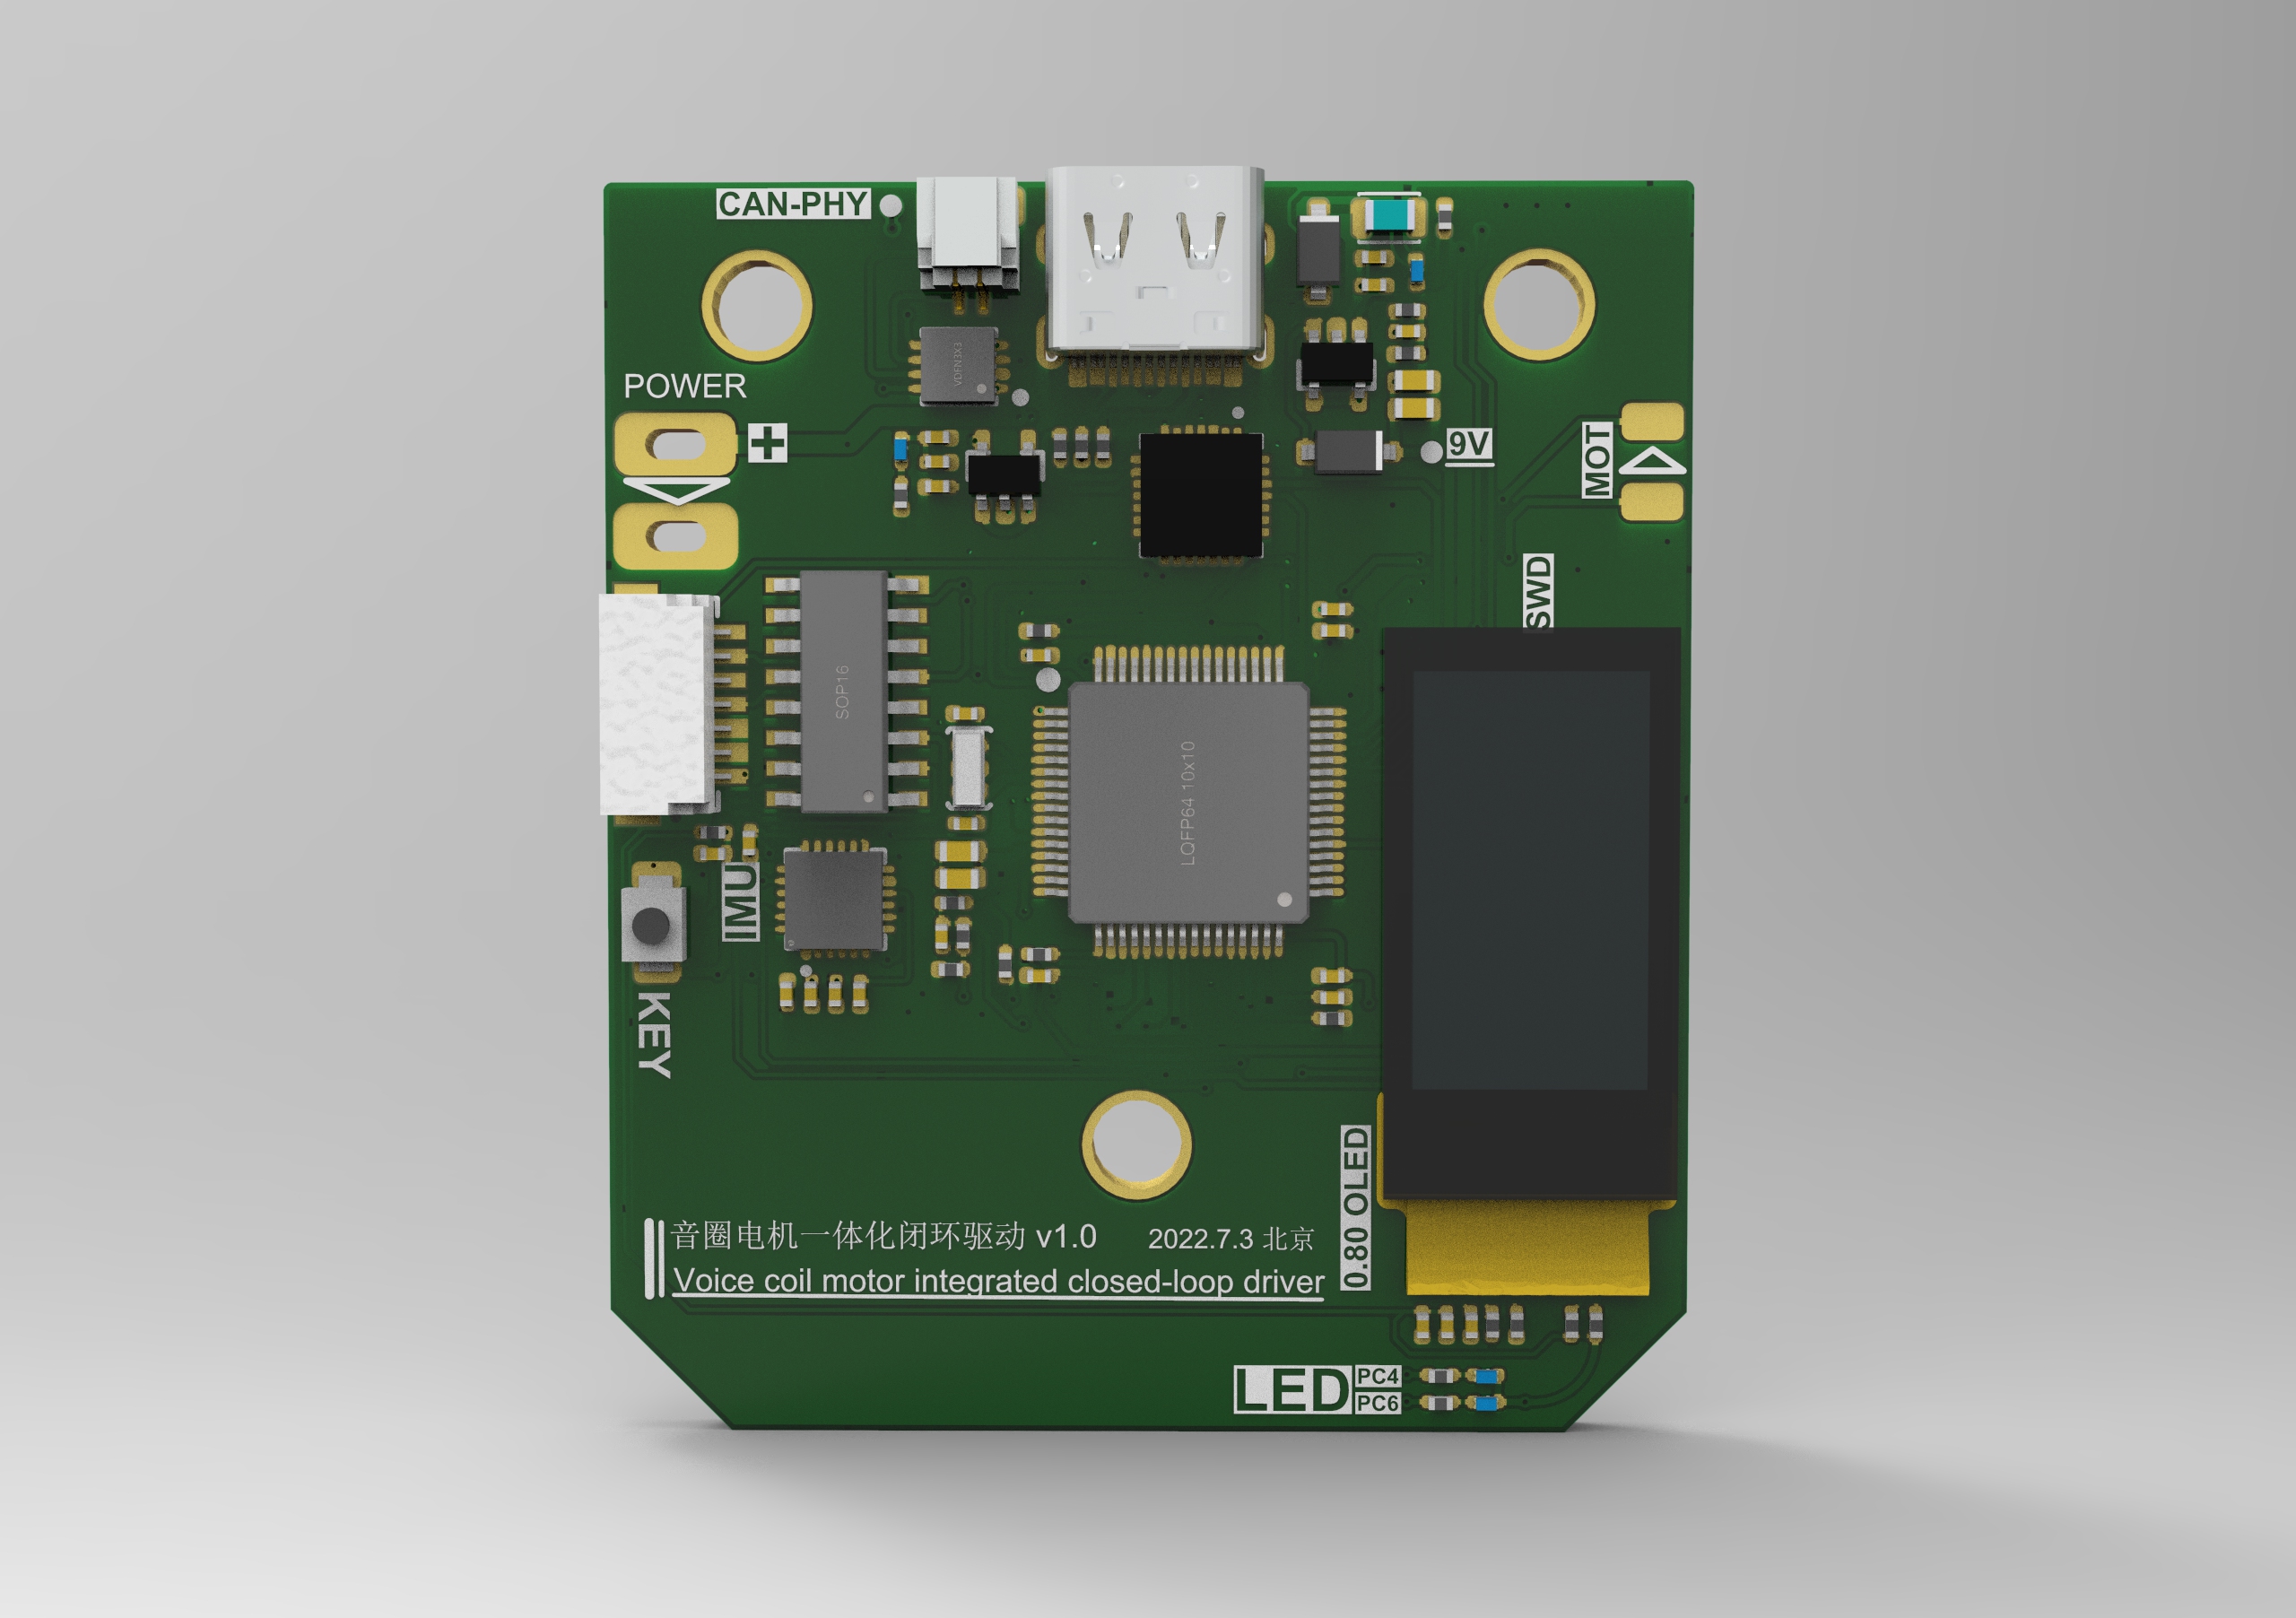 CAN-PHY
VDFN3X3
POWER
+
9V
MOT
SWD
SOP16
LQFP64 10x10
IMU
KEY
0.80 OLED
音圈电机一体化闭环驱动 v1.0
2022.7.3 北京
Voice coil motor integrated closed-loop driver
LED
PC4
PC6